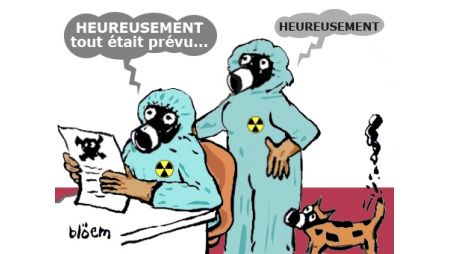 HEUREUSEMENT
tout était prévu...
HEUREUSEMENT
blöem